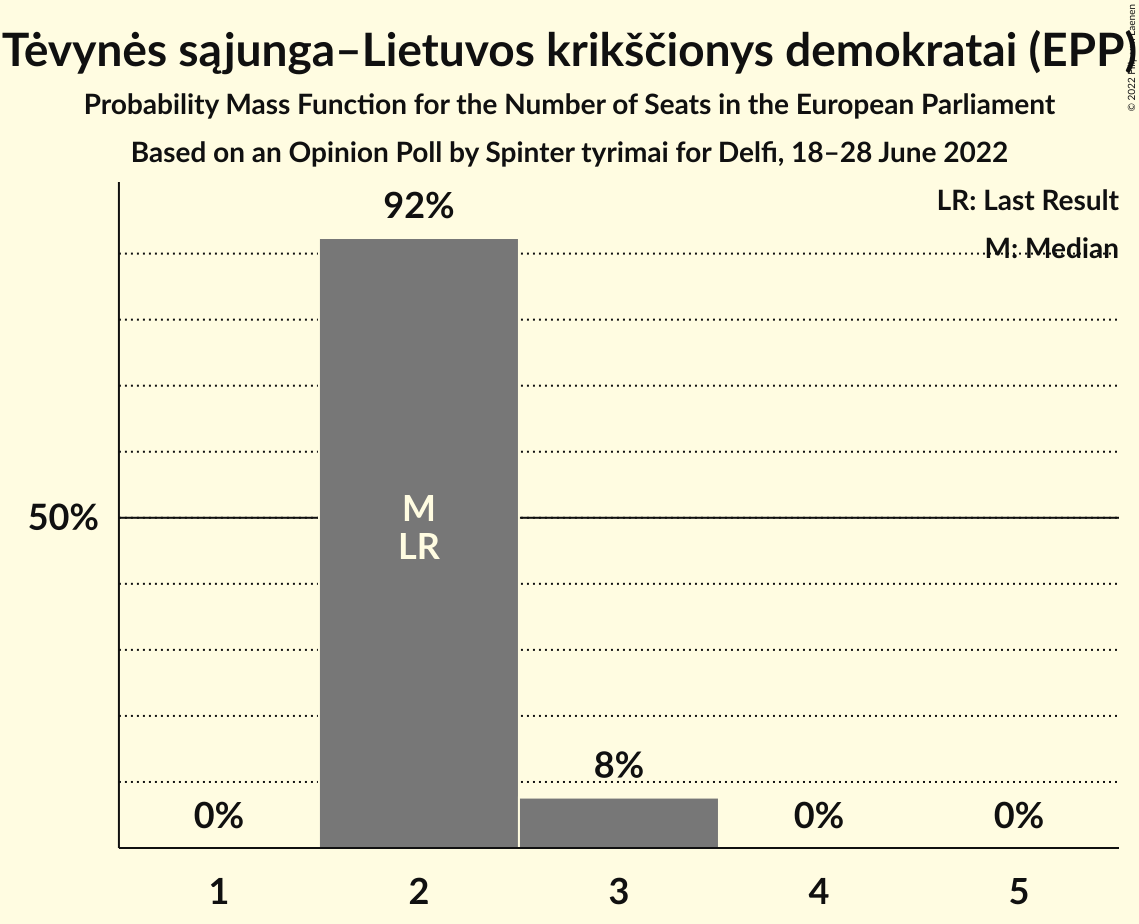 Tėvynės sąjunga–Lietuvos krikščionys demokratai (EPP)
Probability Mass Function for the Number of Seats in the European Parliament
Based on an Opinion Poll by Spinter tyrimai for Delfi, 18–28 June 2022
© 2022 Laenen
LR: Last Result
M: Median
92%
50%
M
LR
8%
0%
0%
0%
1
2
3
4
5